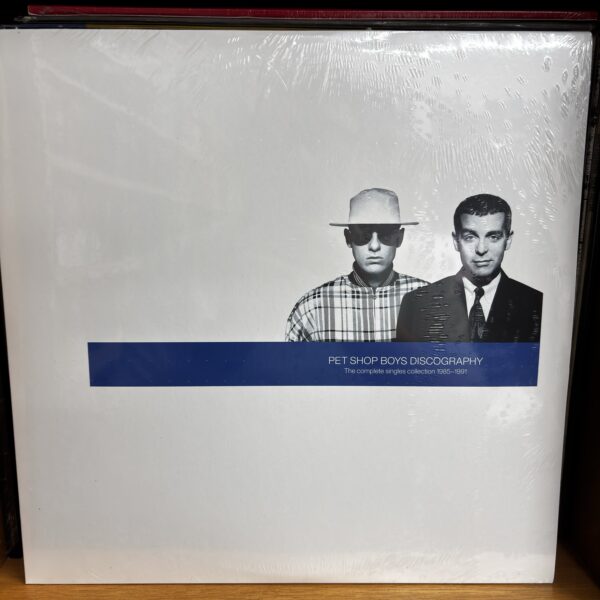 PET SHOP BOYS DISCOGRAPHY
The complete singles collection 1985–1991